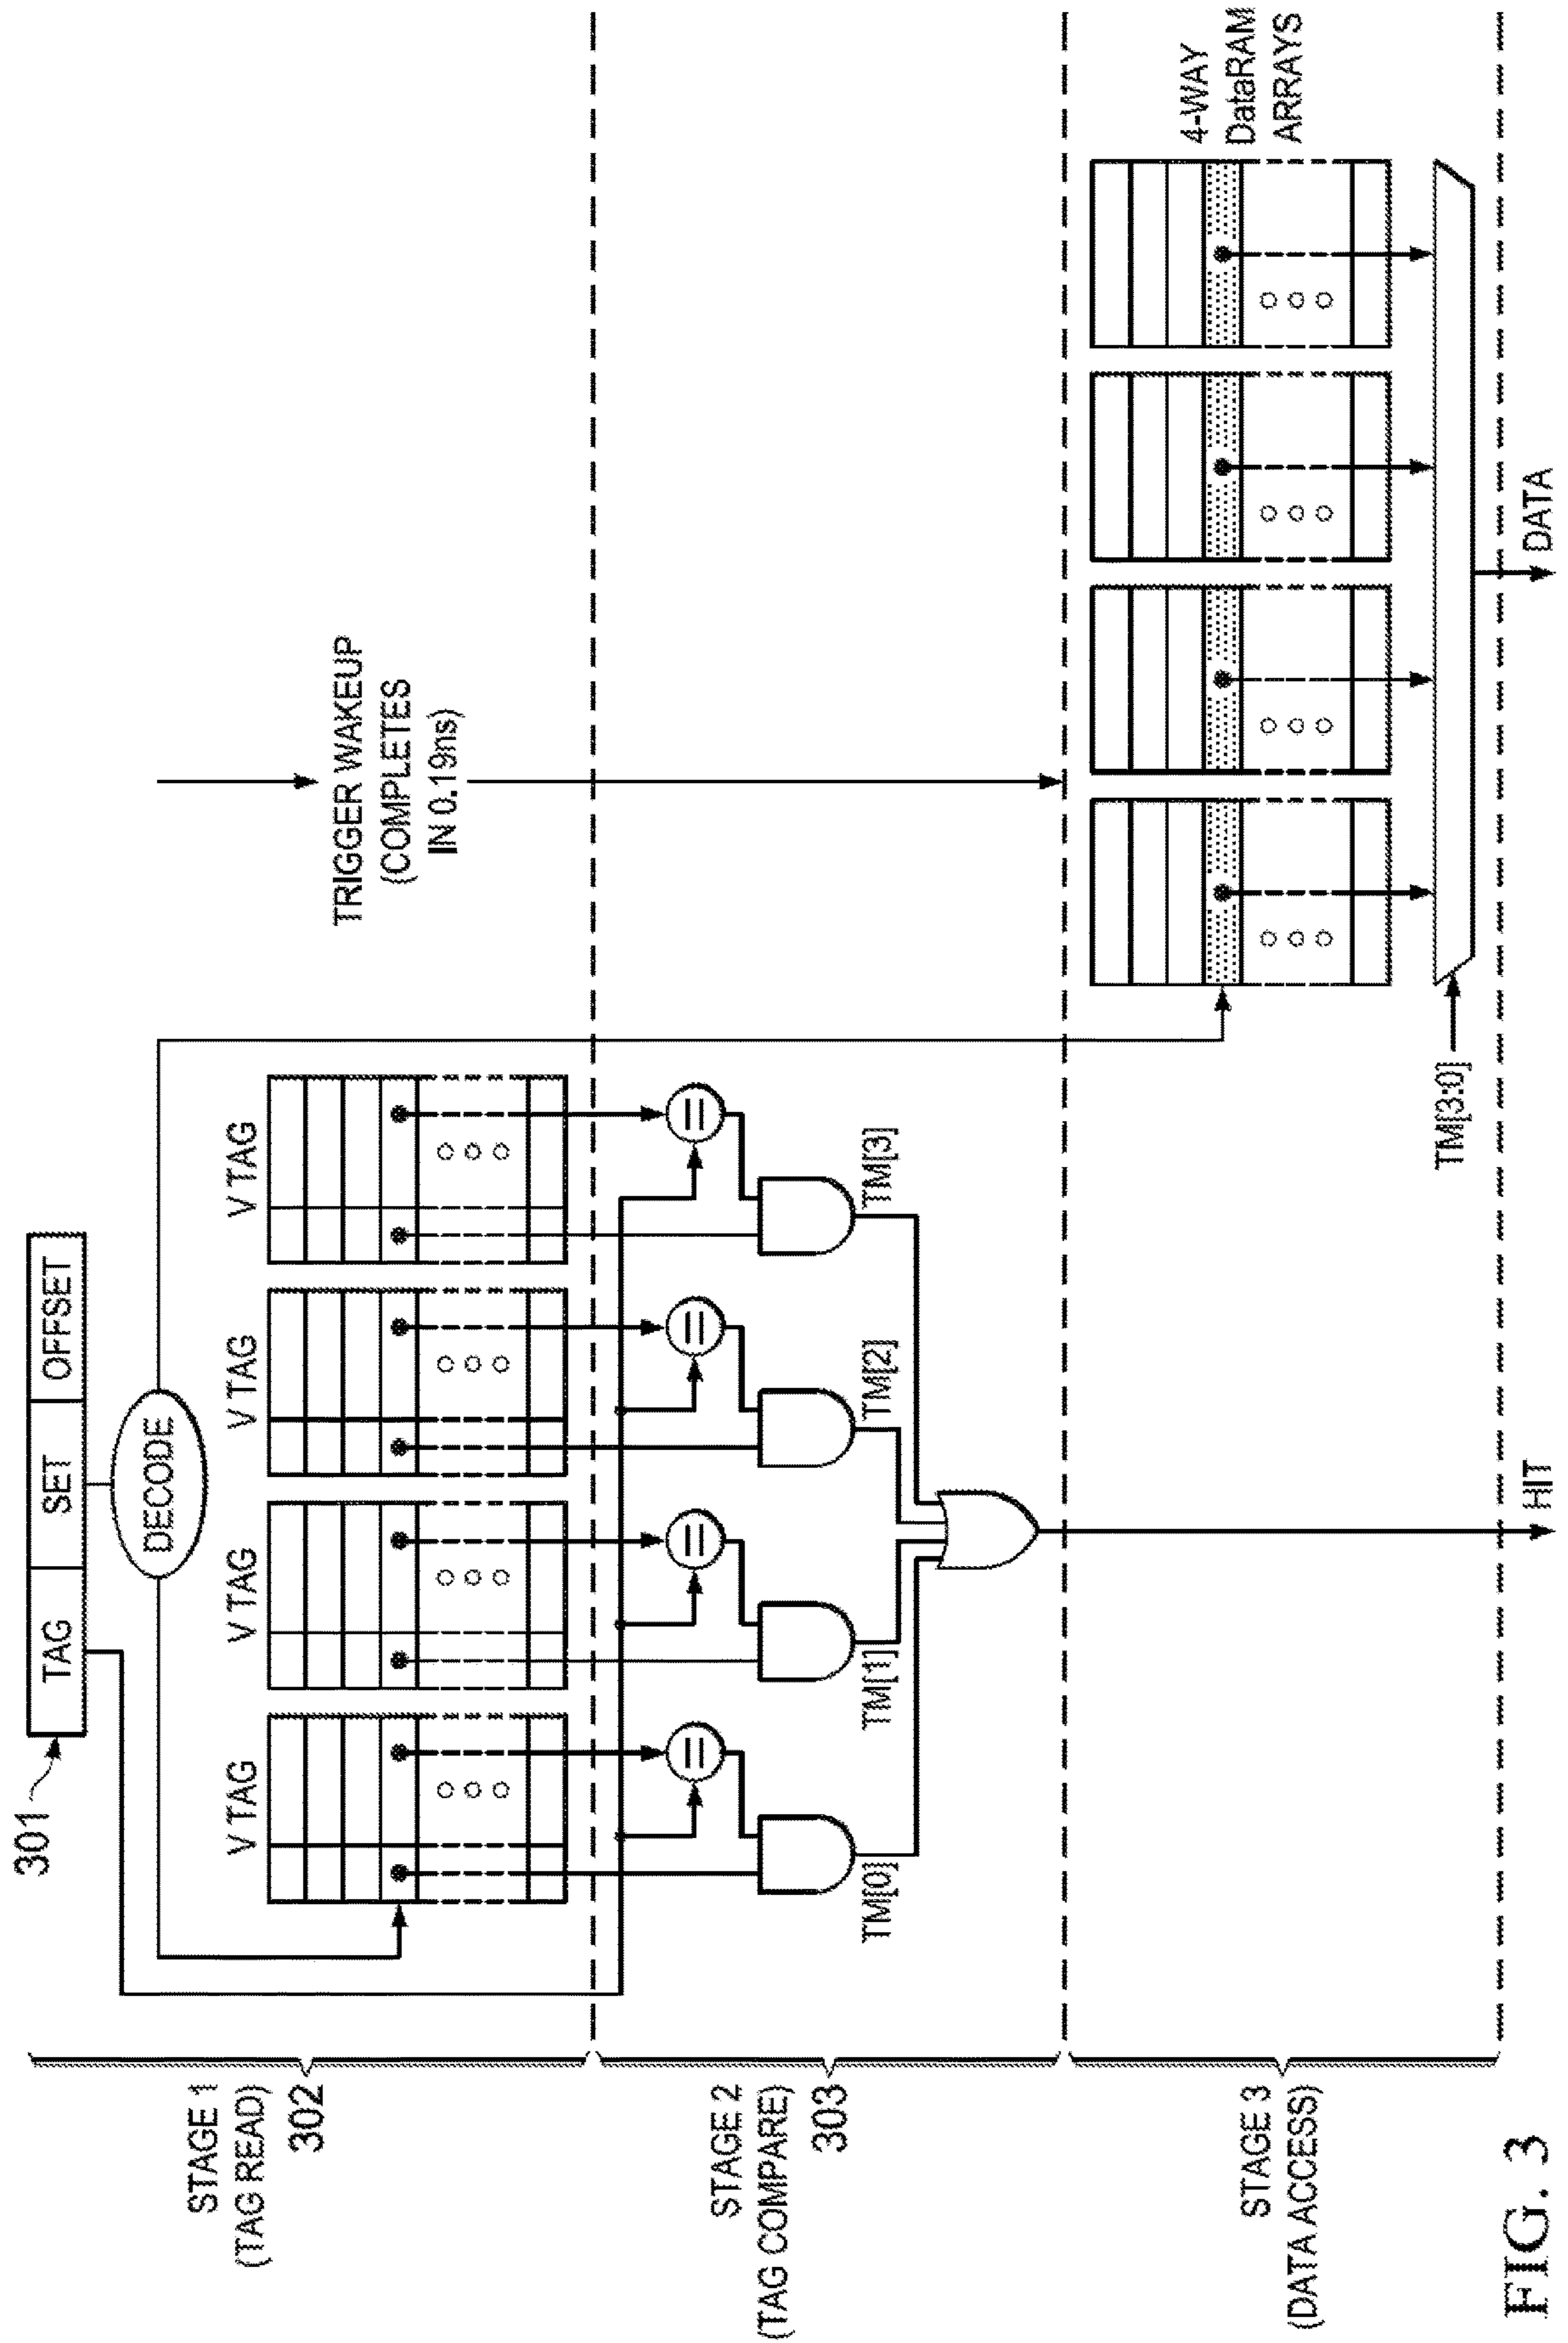 301
TAG
SET
OFFSET
DECODE
V TAG
V TAG
V TAG
V TAG
TRIGGER WAKEUP
(COMPLETES
IN 0.19ns)
STAGE 1
(TAG READ)
302
TM[0]
TM[1]
TM[2]
TM[3]
STAGE 2
(TAG COMPARE)
303
4-WAY
DataRAM
ARRAYS
TM[3:0]
STAGE 3
(DATA ACCESS)
HIT
DATA
FIG. 3